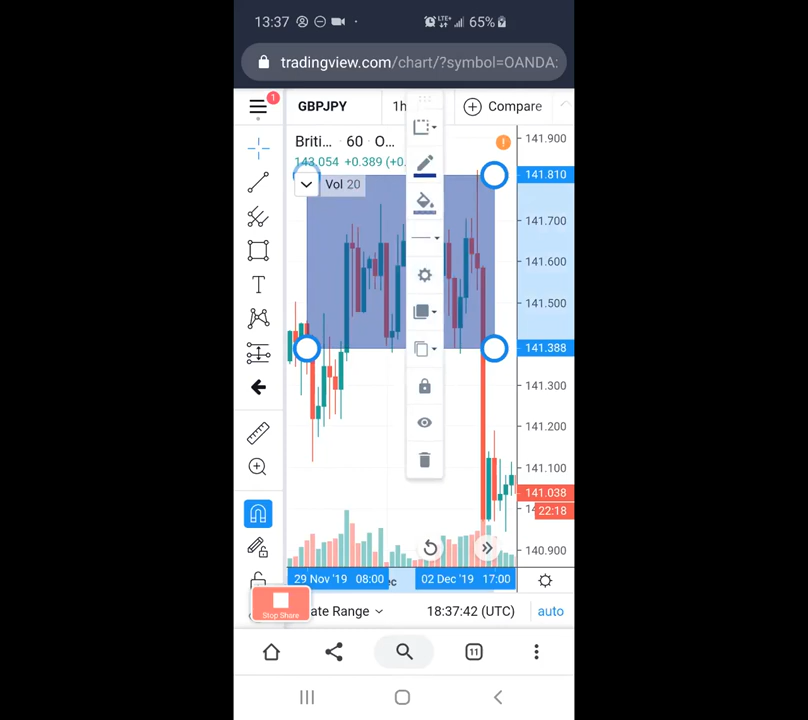 13:37
LTE+
65%
tradingview.com/chart/?symbol=OANDA:
1
GBPJPY
1h
Compare
Briti... · 60 · O...
143.054 +0.389 (+0.
Vol 20
T
141.900
141.810
141.700
141.600
141.500
141.388
141.300
141.200
141.100
141.038
22:18
140.900
29 Nov '19 08:00
02 Dec '19 17:00
Stop Share
ate Range
18:37:42 (UTC)
auto
11